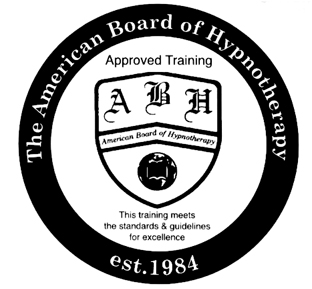 The American Board of Hypnotherapy
Approved Training
A B H
American Board of Hypnotherapy
This training meets
the standards & guidelines
for excellence
est.1984